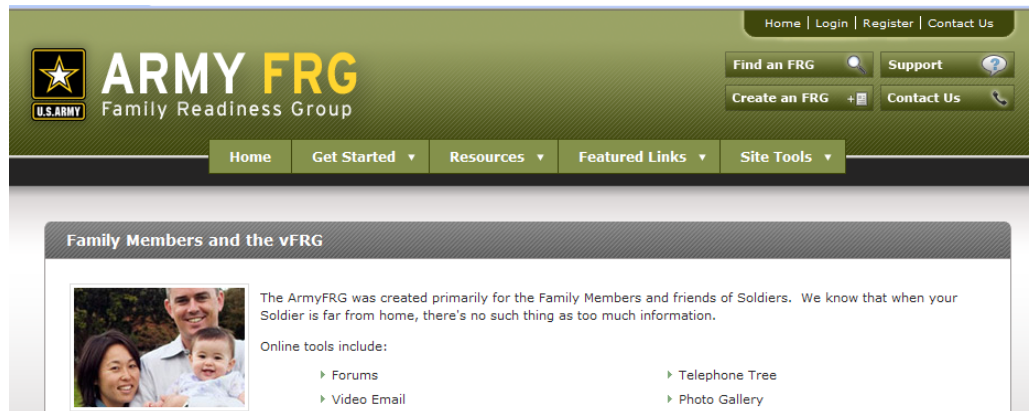 Home | Login | Register | Contact Us
U.S.ARMY
ARMY FRG
Family Readiness Group
Find an FRG
Support
Create an FRG
Contact Us
Home
Get Started
Resources
Featured Links
Site Tools
Family Members and the vFRG
The ArmyFRG was created primarily for the Family Members and friends of Soldiers. We know that when your
Soldier is far from home, there's no such thing as too much information.
Online tools include:
Forums
Telephone Tree
Video Email
Photo Gallery